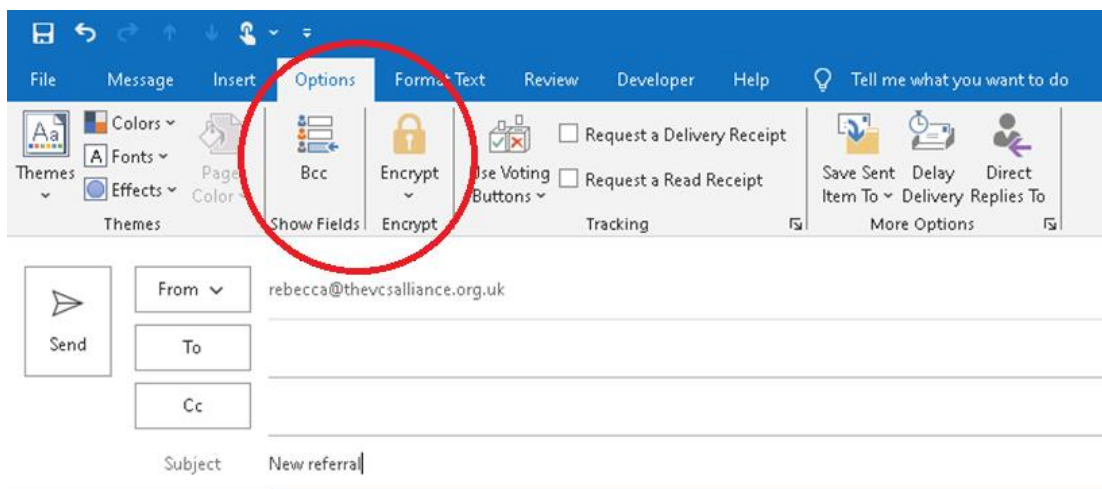 File Message Insert Options Format Text Review Developer Help Tell me what you want to do
Aa
Themes
Colors
A Fonts
Effects
Page
Color
Themes
Bcc
Show Fields
Encrypt
Encrypt
Use Voting
Buttons
Request a Delivery Receipt
Request a Read Receipt
Tracking
Save Sent
Item To
Delay
Delivery
Direct
Replies To
More Options
Send
From rebecca@thevcsalliance.org.uk
To
Cc
Subject New referral